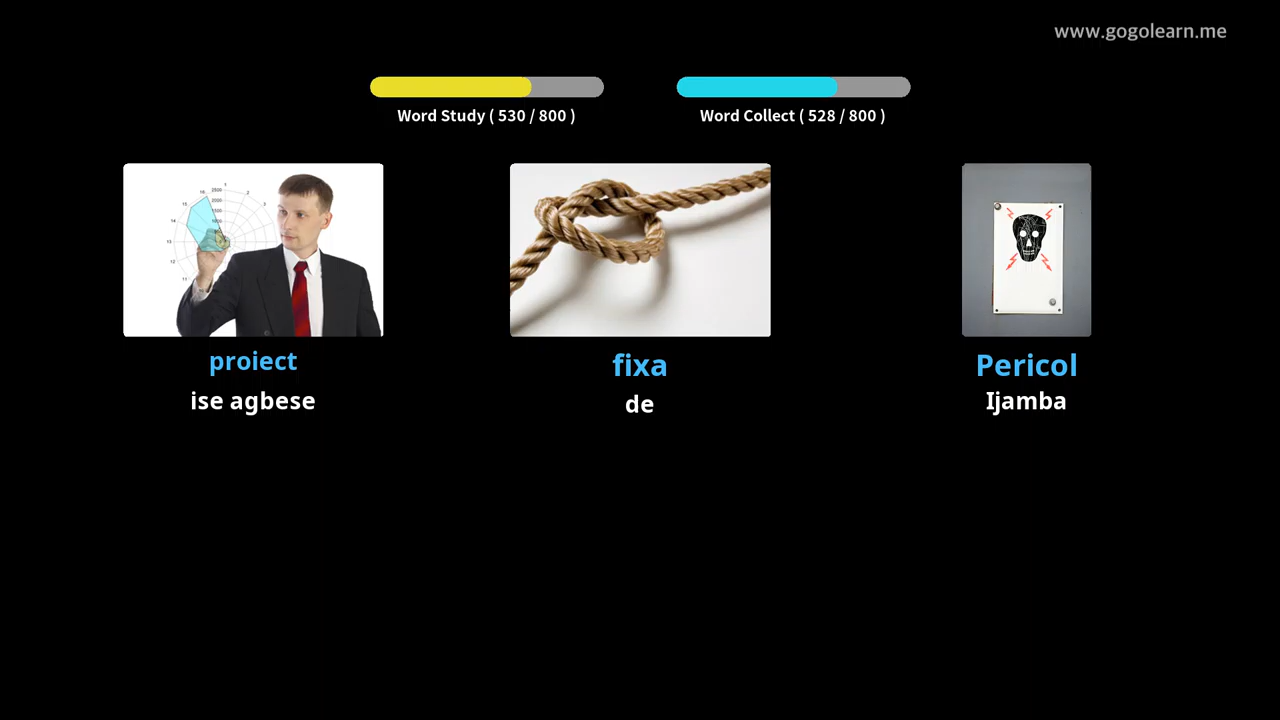 www.gogolearn.me
Word Study ( 530 / 800 )
Word Collect ( 528 / 800 )
proiect
ise agbese
fixa
de
Pericol
Ijamba